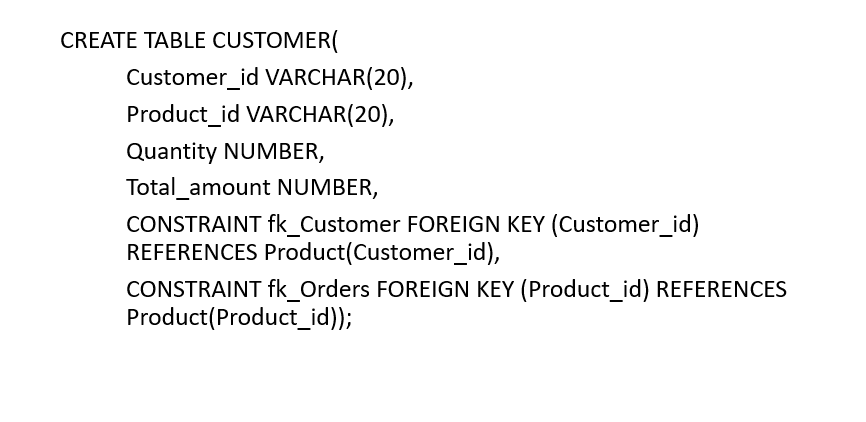 CREATE TABLE CUSTOMER(
Customer_id VARCHAR(20),
Product_id VARCHAR(20),
Quantity NUMBER,
Total_amount NUMBER,
CONSTRAINT fk_Customer FOREIGN KEY (Customer_id)
REFERENCES Product(Customer_id),
CONSTRAINT fk_Orders FOREIGN KEY (Product_id) REFERENCES
Product(Product_id));